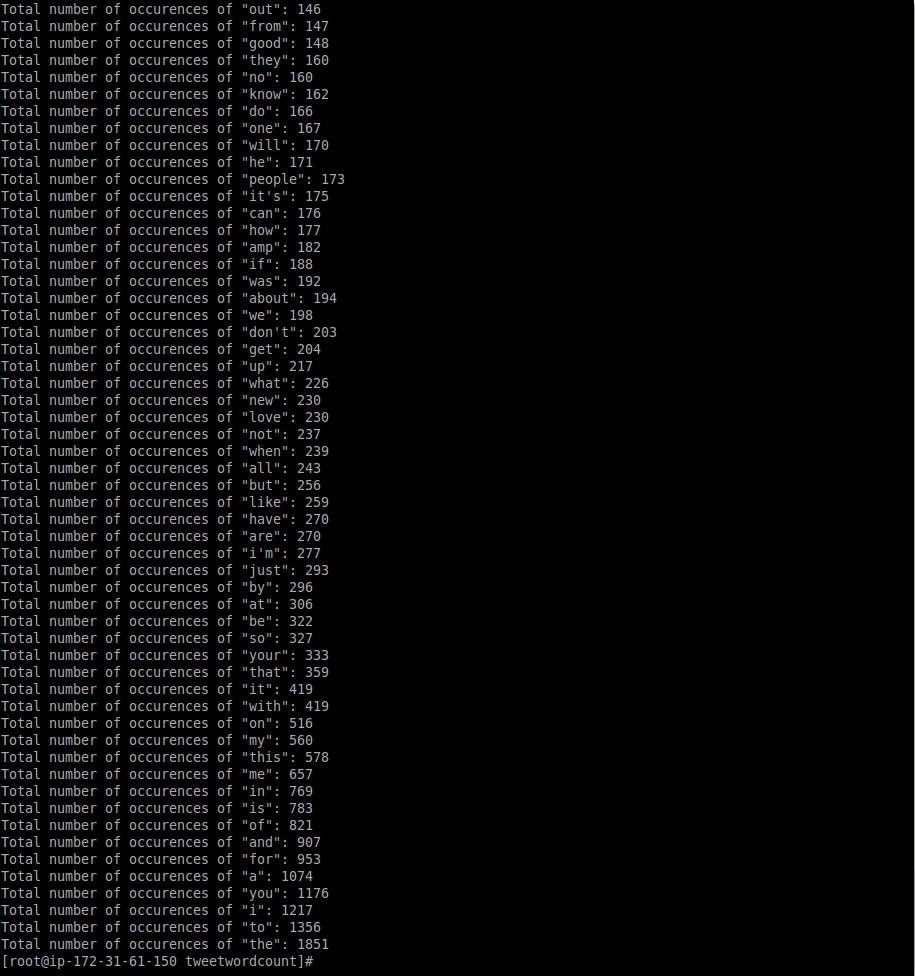 Total number of occurences of "out": 146
Total number of occurences of "from": 147
Total number of occurences of "good": 148
Total number of occurences of "they": 160
Total number of occurences of "no": 160
Total number of occurences of "know": 162
Total number of occurences of "do": 166
Total number of occurences of "one": 167
Total number of occurences of "will": 170
Total number of occurences of "he": 171
Total number of occurences of "people": 173
Total number of occurences of "it's": 175
Total number of occurences of "can": 176
Total number of occurences of "how": 177
Total number of occurences of "amp": 182
Total number of occurences of "if": 188
Total number of occurences of "was": 192
Total number of occurences of "about": 194
Total number of occurences of "we": 198
Total number of occurences of "don't": 203
Total number of occurences of "get": 204
Total number of occurences of "up": 217
Total number of occurences of "what": 226
Total number of occurences of "new": 230
Total number of occurences of "love": 230
Total number of occurences of "not": 237
Total number of occurences of "when": 239
Total number of occurences of "all": 243
Total number of occurences of "but": 256
Total number of occurences of "like": 259
Total number of occurences of "have": 270
Total number of occurences of "are": 270
Total number of occurences of "i'm": 277
Total number of occurences of "just": 293
Total number of occurences of "by": 296
Total number of occurences of "at": 306
Total number of occurences of "be": 322
Total number of occurences of "so": 327
Total number of occurences of "your": 333
Total number of occurences of "that": 359
Total number of occurences of "it": 419
Total number of occurences of "with": 419
Total number of occurences of "on": 516
Total number of occurences of "my": 560
Total number of occurences of "this": 578
Total number of occurences of "me": 657
Total number of occurences of "in": 769
Total number of occurences of "is": 783
Total number of occurences of "of": 821
Total number of occurences of "and": 907
Total number of occurences of "for": 953
Total number of occurences of "a": 1074
Total number of occurences of "you": 1176
Total number of occurences of "i": 1217
Total number of occurences of "to": 1356
Total number of occurences of "the": 1851
[root@ip-172-31-61-150 tweetwordcount]#